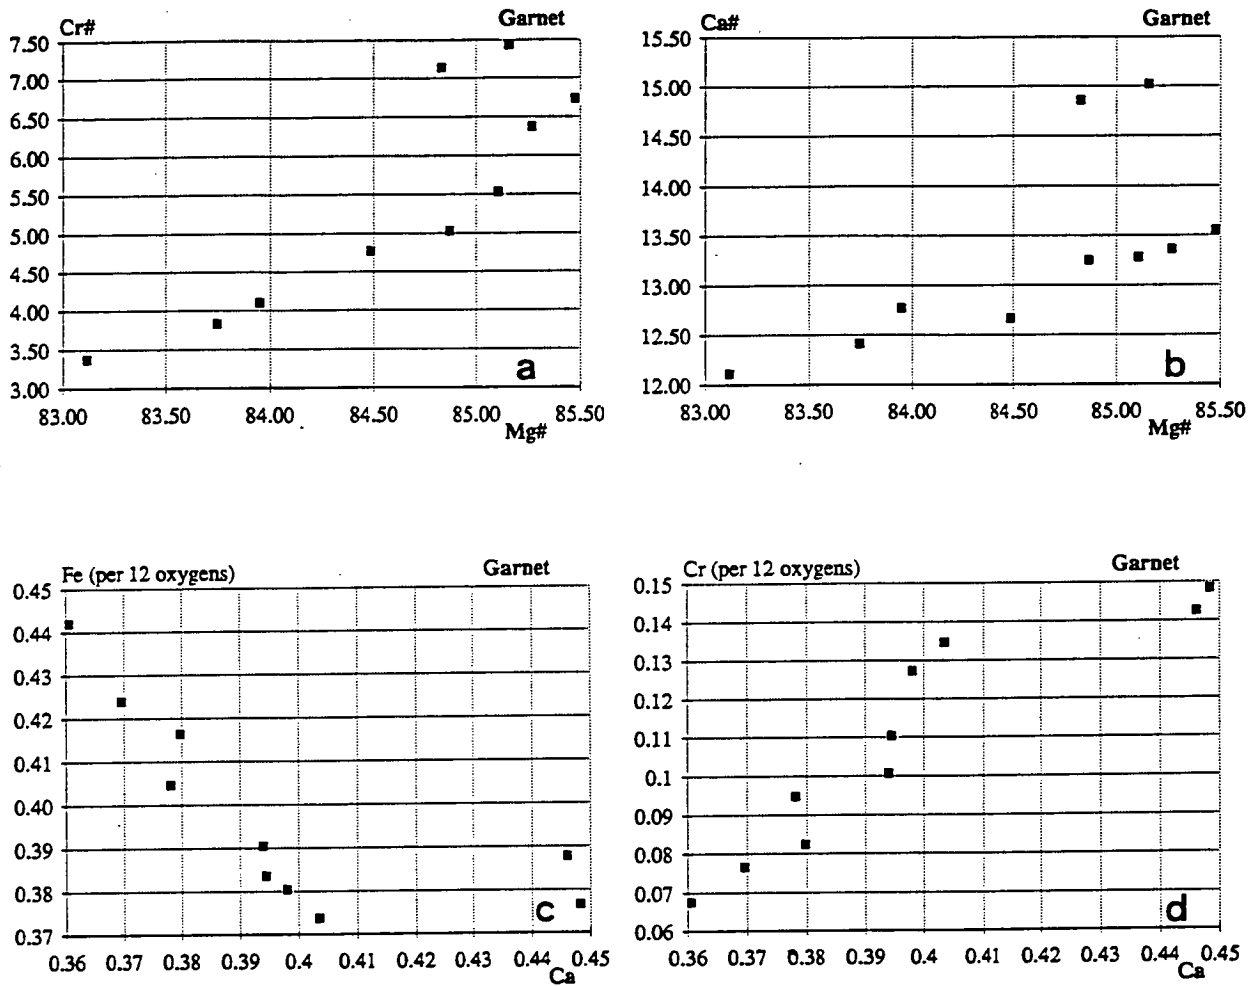 Cr# Garnet
7.50
7.00
6.50
6.00
5.50
5.00
4.50
4.00
3.50
3.00
a
83.00 83.50 84.00 84.50 85.00 85.50
Mg#
Ca# Garnet
15.50
15.00
14.50
14.00
13.50
13.00
12.50
12.00
b
83.00 83.50 84.00 84.50 85.00 85.50
Mg#
Fe (per 12 oxygens) Garnet
0.45
0.44
0.43
0.42
0.41
0.40
0.39
0.38
0.37
c
0.36 0.37 0.38 0.39 0.4 0.41 0.42 0.43 0.44 0.45
Ca
Cr (per 12 oxygens) Garnet
0.15
0.14
0.13
0.12
0.11
0.1
0.09
0.08
0.07
0.06
d
0.36 0.37 0.38 0.39 0.4 0.41 0.42 0.43 0.44 0.45
Ca